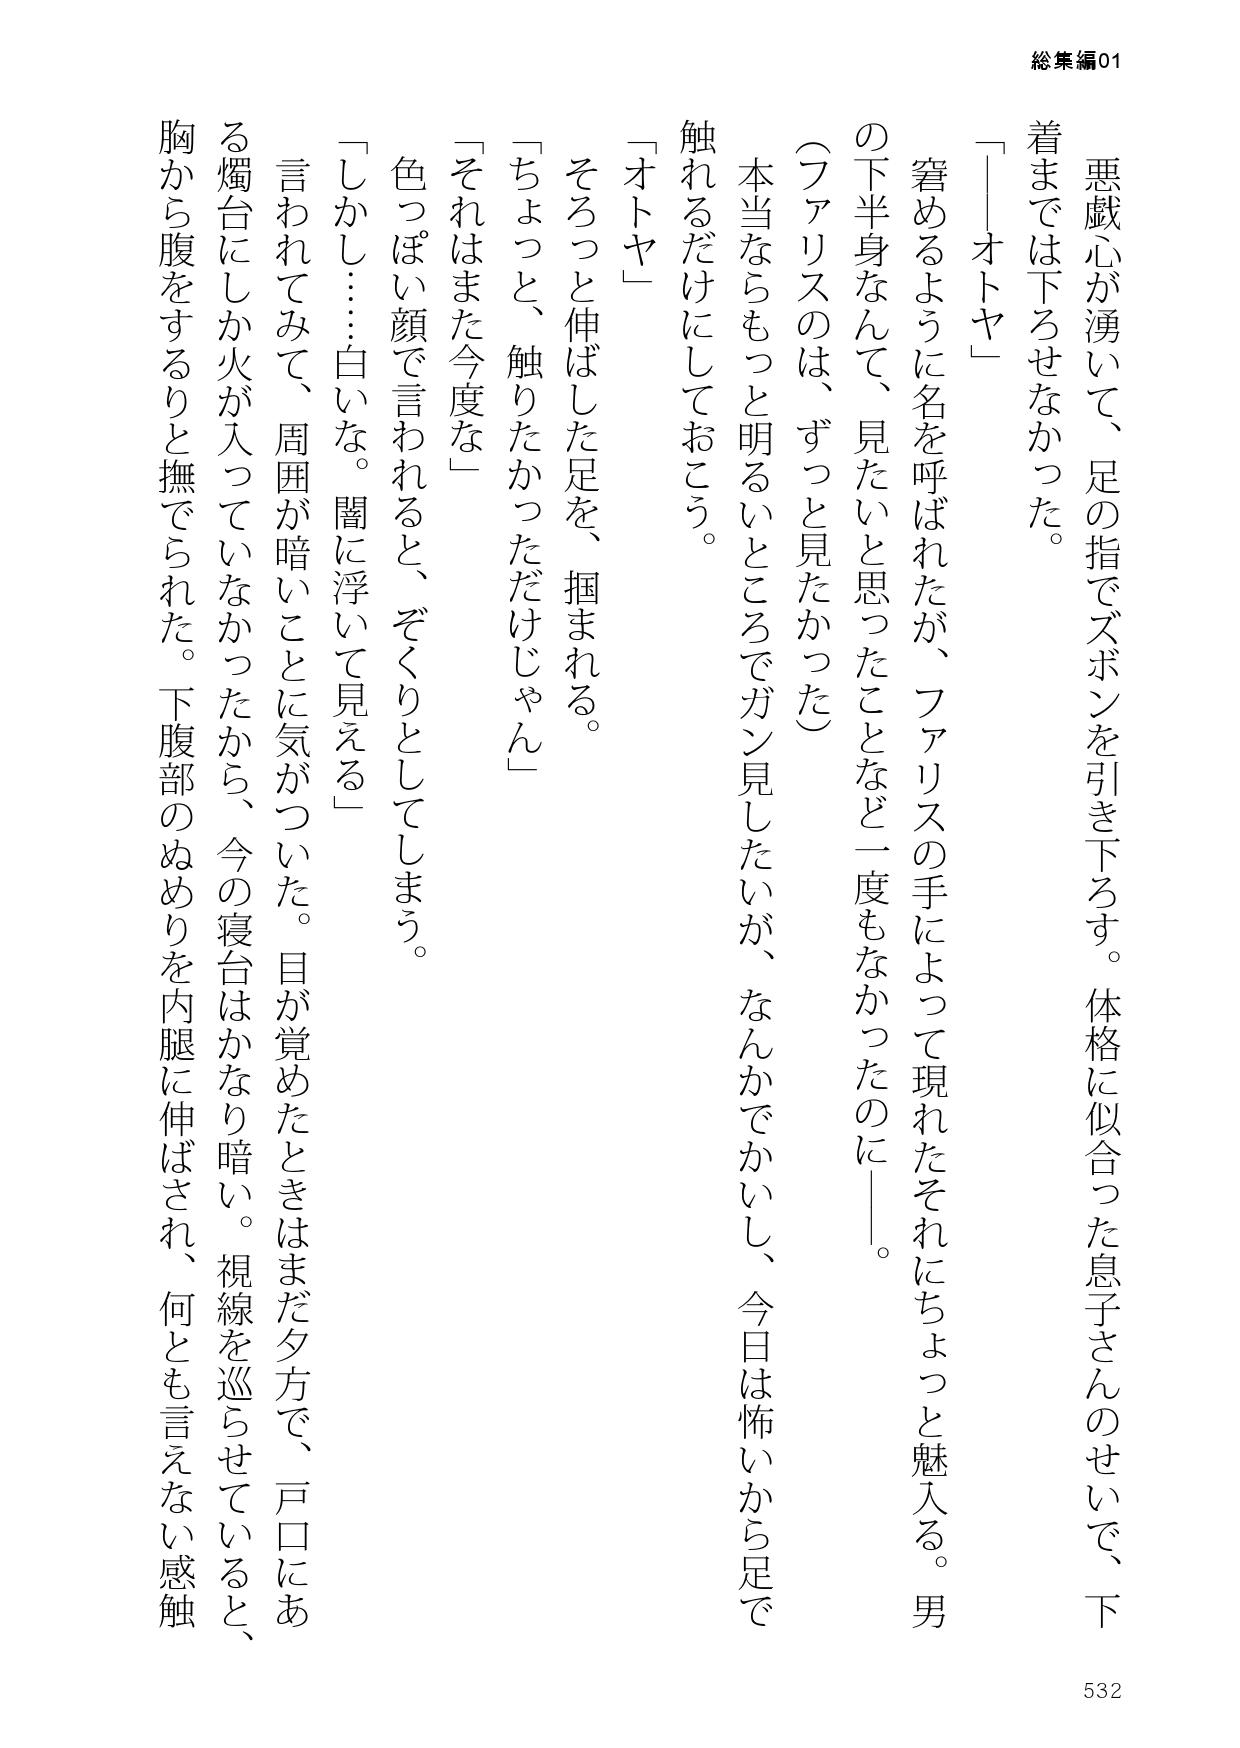 総集編01
　悪戯心が湧いて、足の指でズボンを引き下ろす。体格に似合った息子さんのせいで、下
着までは下ろせなかった。
「――オトヤ」
　窘めるように名を呼ばれたが、ファリスの手によって現れたそれにちょっと魅入る。男
の下半身なんて、見たいと思ったことなど一度もなかったのに――。
（ファリスのは、ずっと見たかった）
　本当ならもっと明るいところでガン見したいが、なんかでかいし、今日は怖いから足で
触れるだけにしておこう。
「オトヤ」
　そろっと伸ばした足を、掴まれる。
「ちょっと、触りたかっただけじゃん」
「それはまた今度な」
　色っぽい顔で言われると、ぞくりとしてしまう。
「しかし……白いな。闇に浮いて見える」
　言われてみて、周囲が暗いことに気がついた。目が覚めたときはまだ夕方で、戸口にあ
る燭台にしか火が入っていなかったから、今の寝台はかなり暗い。視線を巡らせていると、
胸から腹をするりと撫でられた。下腹部のぬめりを内腿に伸ばされ、何とも言えない感触
532